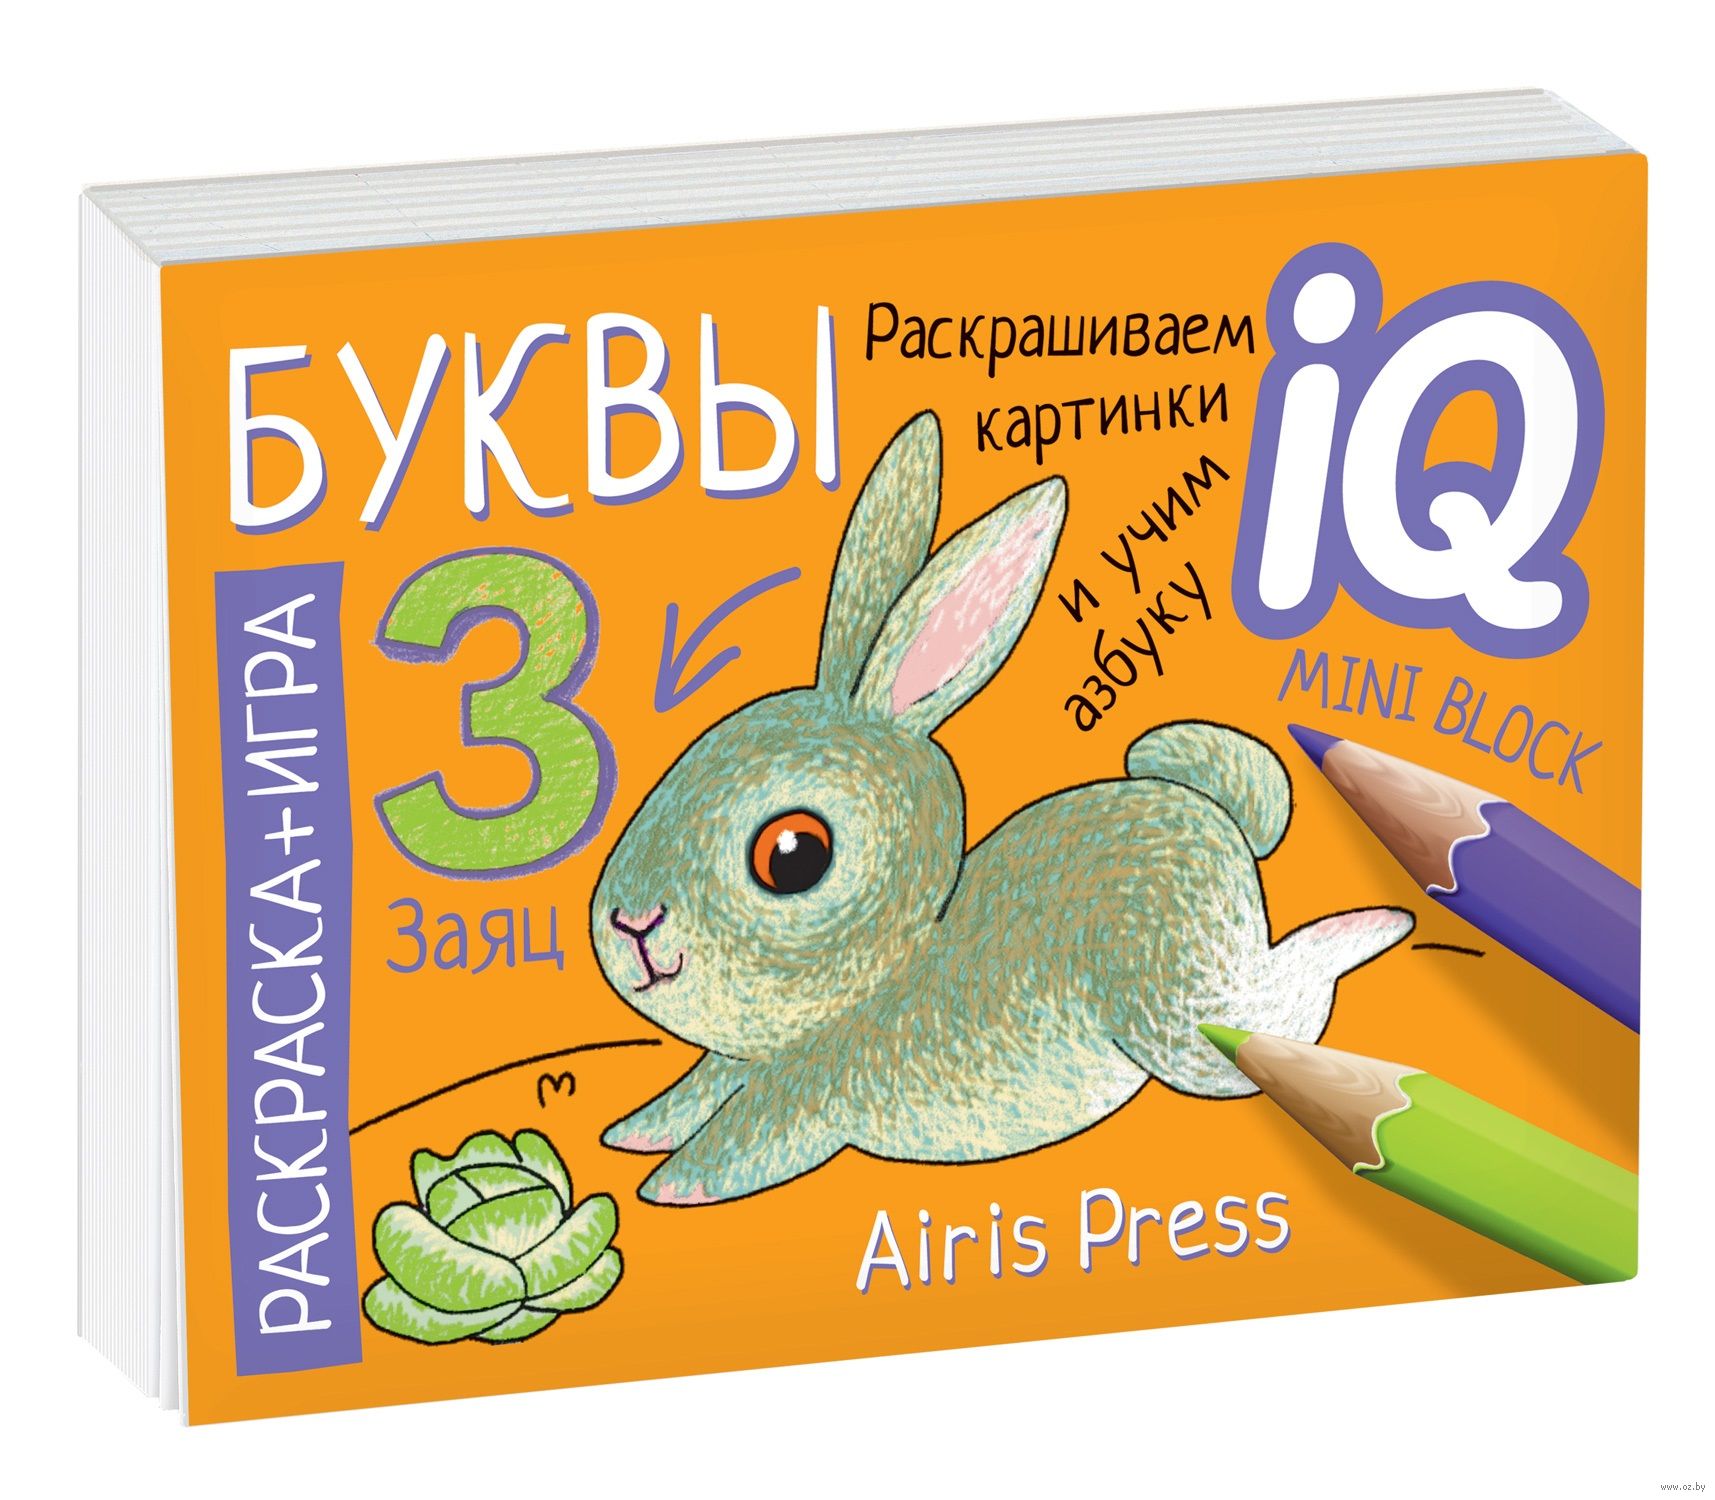 БУКВЫ
Раскрашиваем
картинки
и учим
азбуку
iQ
MINI BLOCK
РАСКРАСКА+ИГРА
З
Заяц
Airis Press
www.oz.by